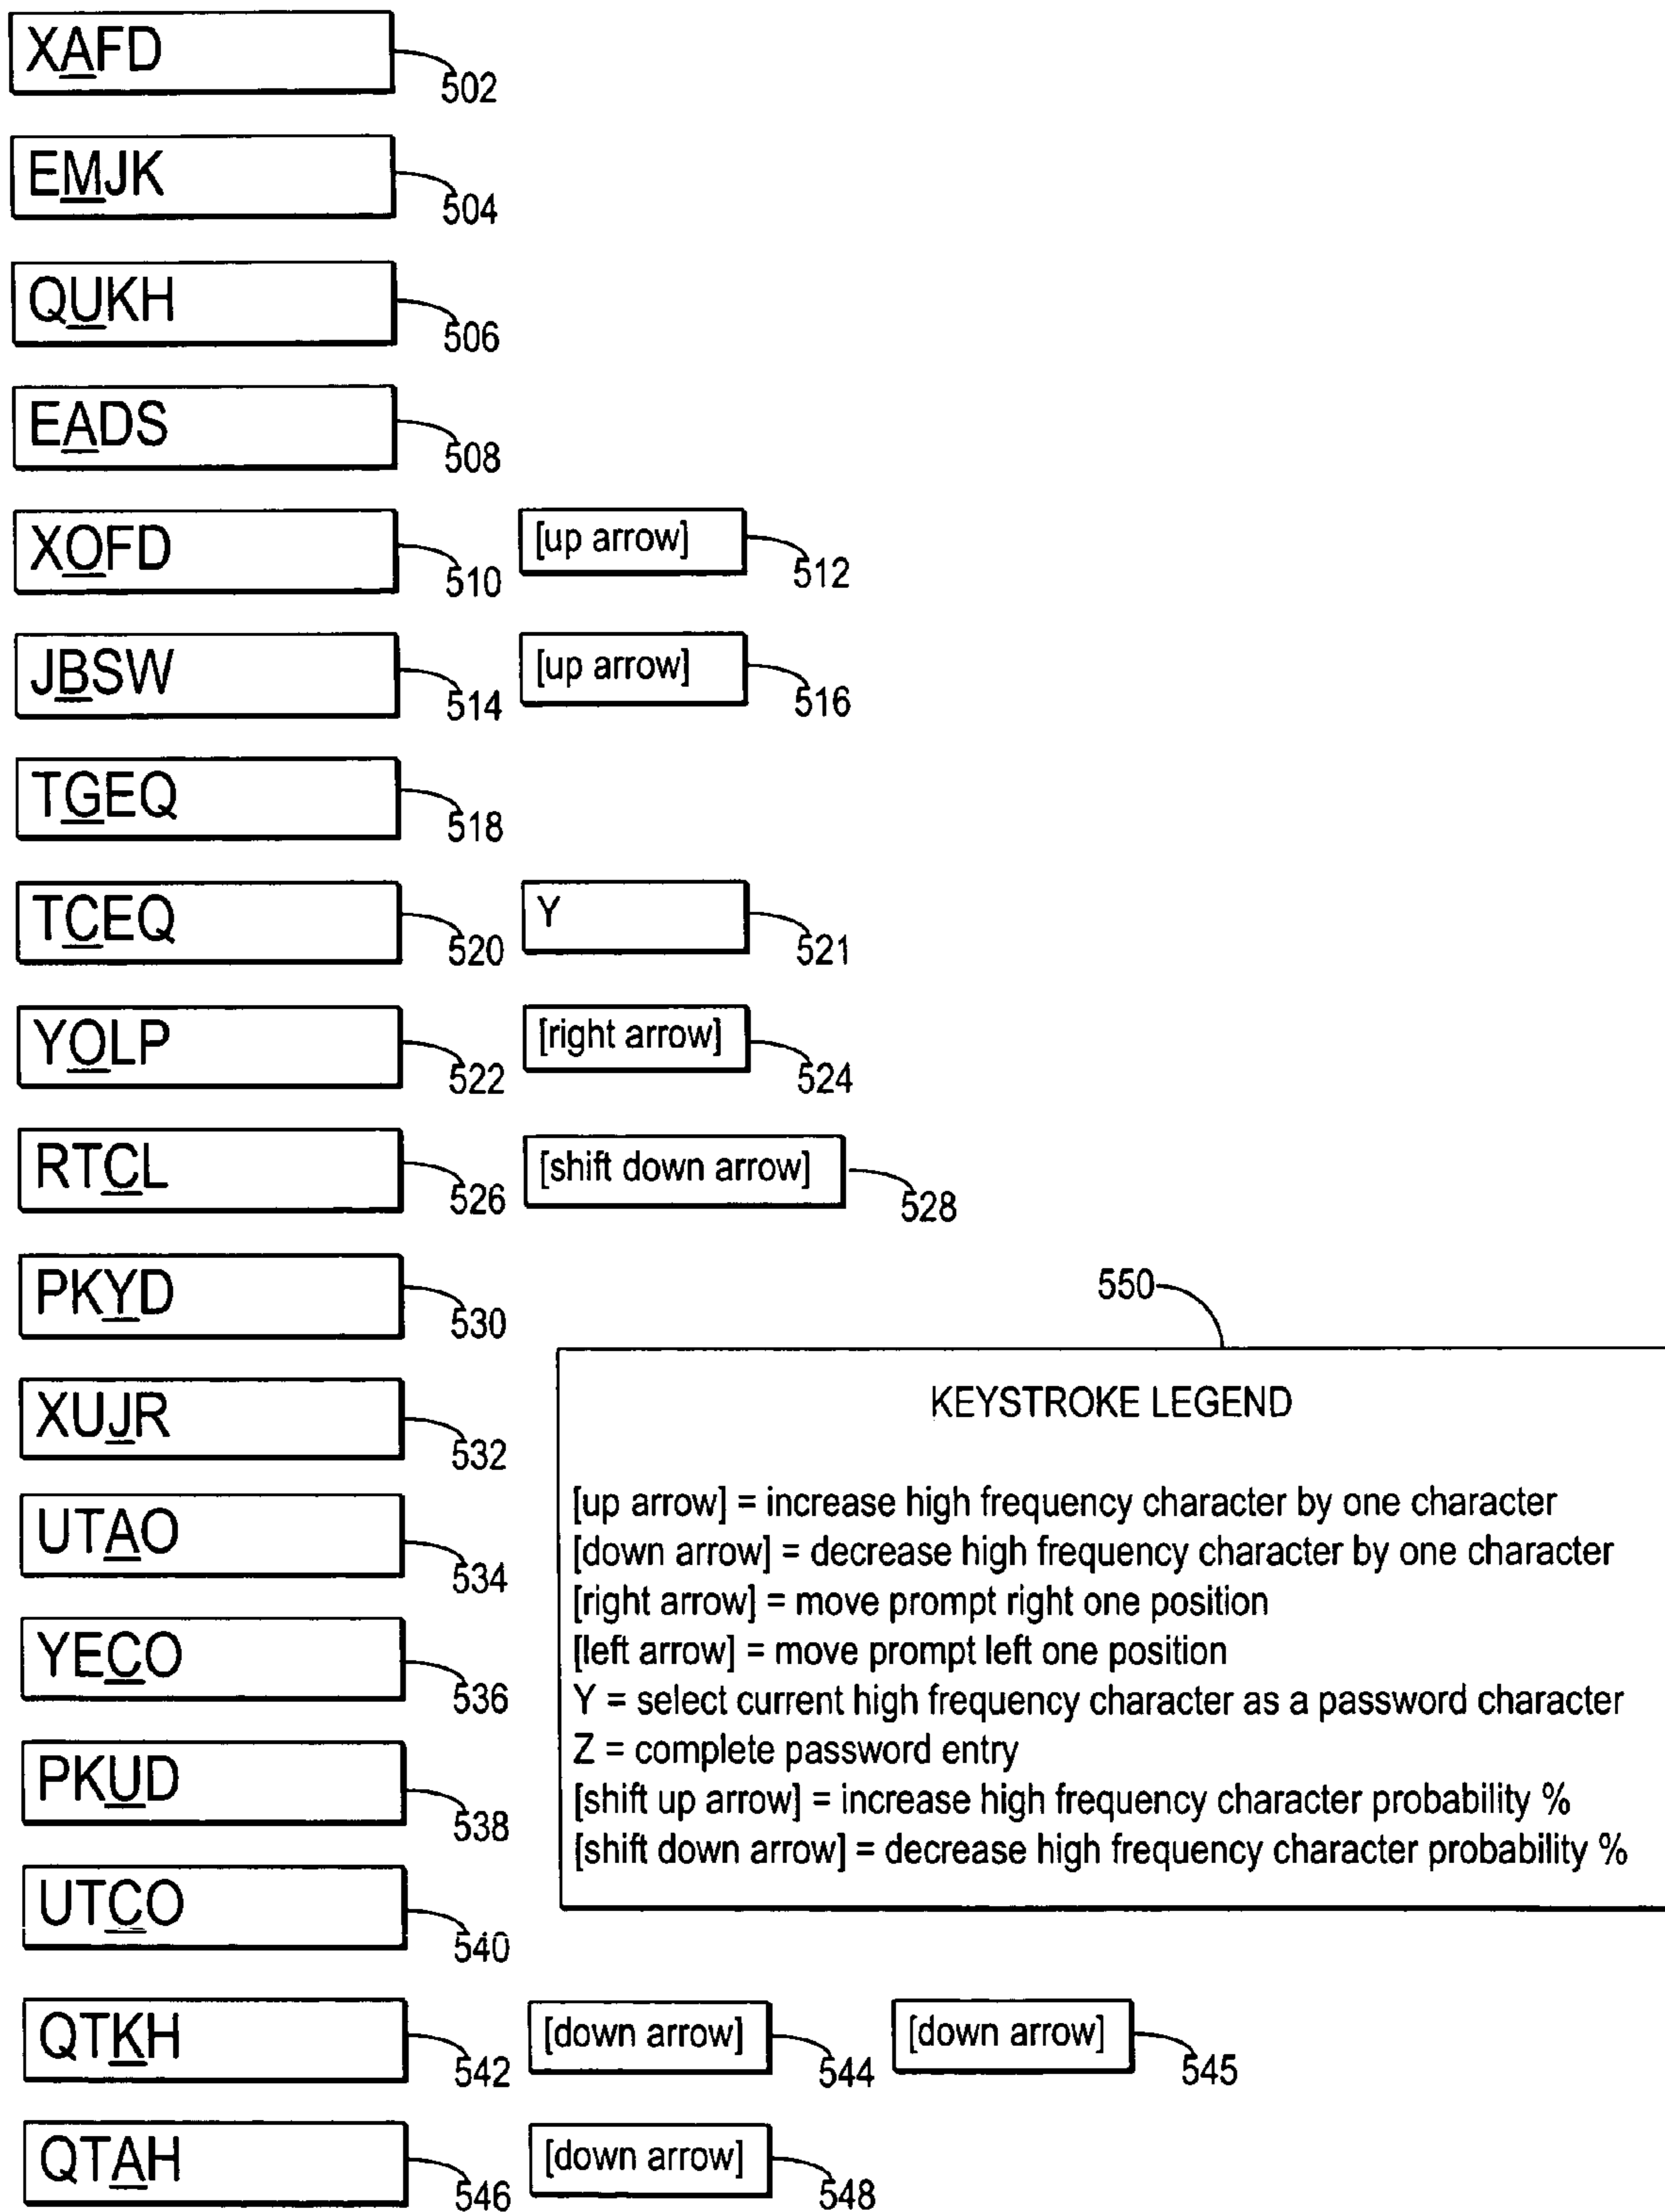 XAFD
502
EMJK
504
QUKH
506
EADS
508
XOFD
510
[up arrow]
512
JBSW
514
[up arrow]
516
TGEQ
518
TCEQ
520
Y
521
YOLP
522
[right arrow]
524
RTCL
526
[shift down arrow]
528
PKYD
530
XUJR
532
UTAO
534
YECO
536
PKUD
538
UTCO
540
550
KEYSTROKE LEGEND
[up arrow] = increase high frequency character by one character
[down arrow] = decrease high frequency character by one character
[right arrow] = move prompt right one position
[left arrow] = move prompt left one position
Y = select current high frequency character as a password character
Z = complete password entry
[shift up arrow] = increase high frequency character probability %
[shift down arrow] = decrease high frequency character probability %
QTKH
542
[down arrow]
544
[down arrow]
545
QTAH
546
[down arrow]
548